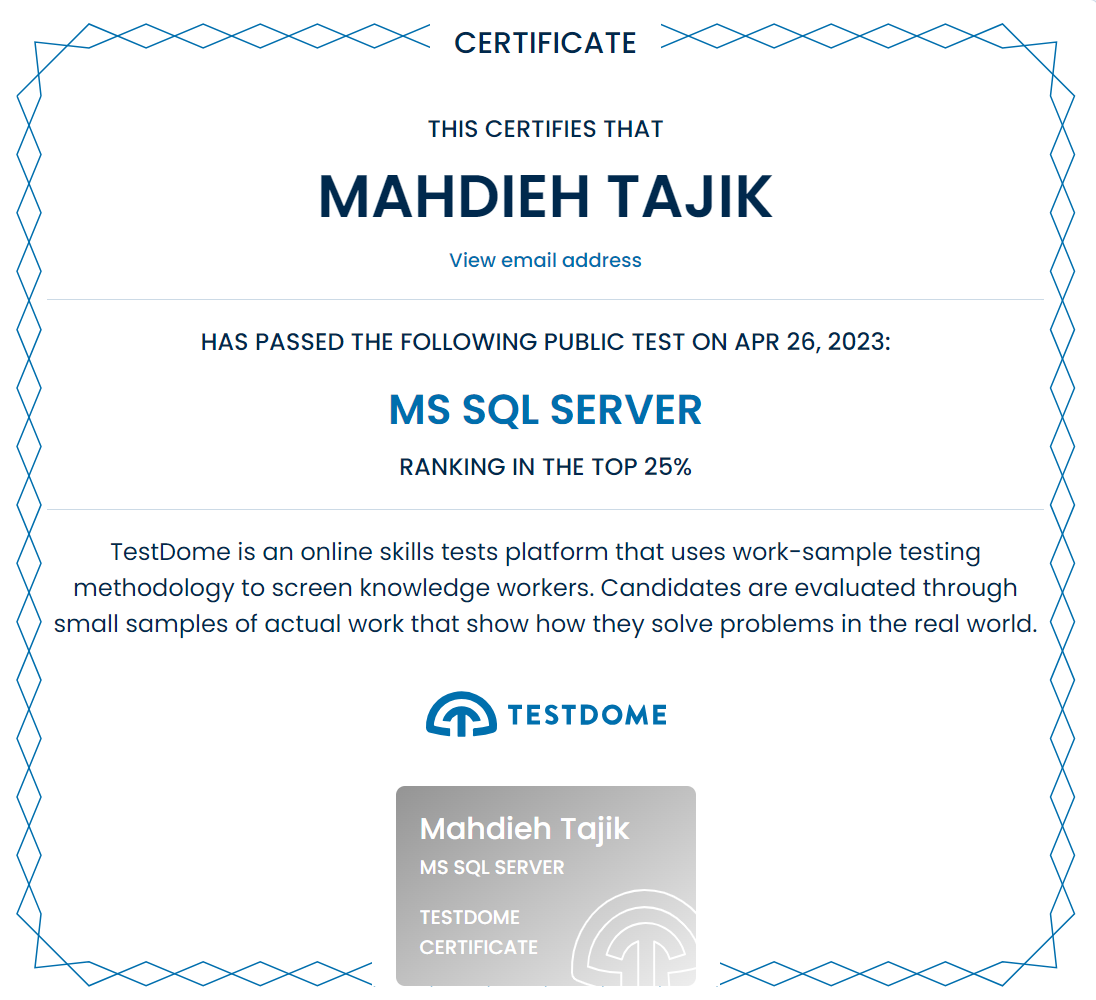 CERTIFICATE
THIS CERTIFIES THAT
MAHDIEH TAJIK
View email address
HAS PASSED THE FOLLOWING PUBLIC TEST ON APR 26, 2023:
MS SQL SERVER
RANKING IN THE TOP 25%
TestDome is an online skills tests platform that uses work-sample testing
methodology to screen knowledge workers. Candidates are evaluated through
small samples of actual work that show how they solve problems in the real world.
TESTDOME
Mahdieh Tajik
MS SQL SERVER
TESTDOME
CERTIFICATE